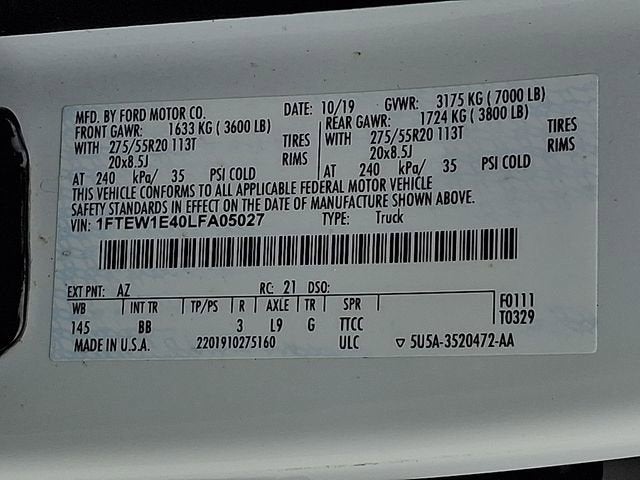 MFD. BY FORD MOTOR CO. DATE: 10/19 GVWR: 3175 KG ( 7000 LB)
FRONT GAWR: 1633 KG ( 3600 LB) REAR GAWR: 1724 KG ( 3800 LB)
WITH 275/55R20 113T TIRES WITH 275/55R20 113T TIRES
20x8.5J RIMS 20x8.5J RIMS
AT 240 kPa/ 35 PSI COLD AT 240 kPa/ 35 PSI COLD
THIS VEHICLE CONFORMS TO ALL APPLICABLE FEDERAL MOTOR VEHICLE
SAFETY STANDARDS IN EFFECT ON THE DATE OF MANUFACTURE SHOWN ABOVE.
VIN: 1FTEW1E40LFA05027 TYPE: Truck
EXT PNT: AZ RC: 21 DSO:
WB INT TR TP/PS R AXLE TR SPR F0111
145 BB 3 L9 G TTCC T0329
MADE IN U.S.A. 2201910275160 ULC ▽ 5U5A-3520472-AA